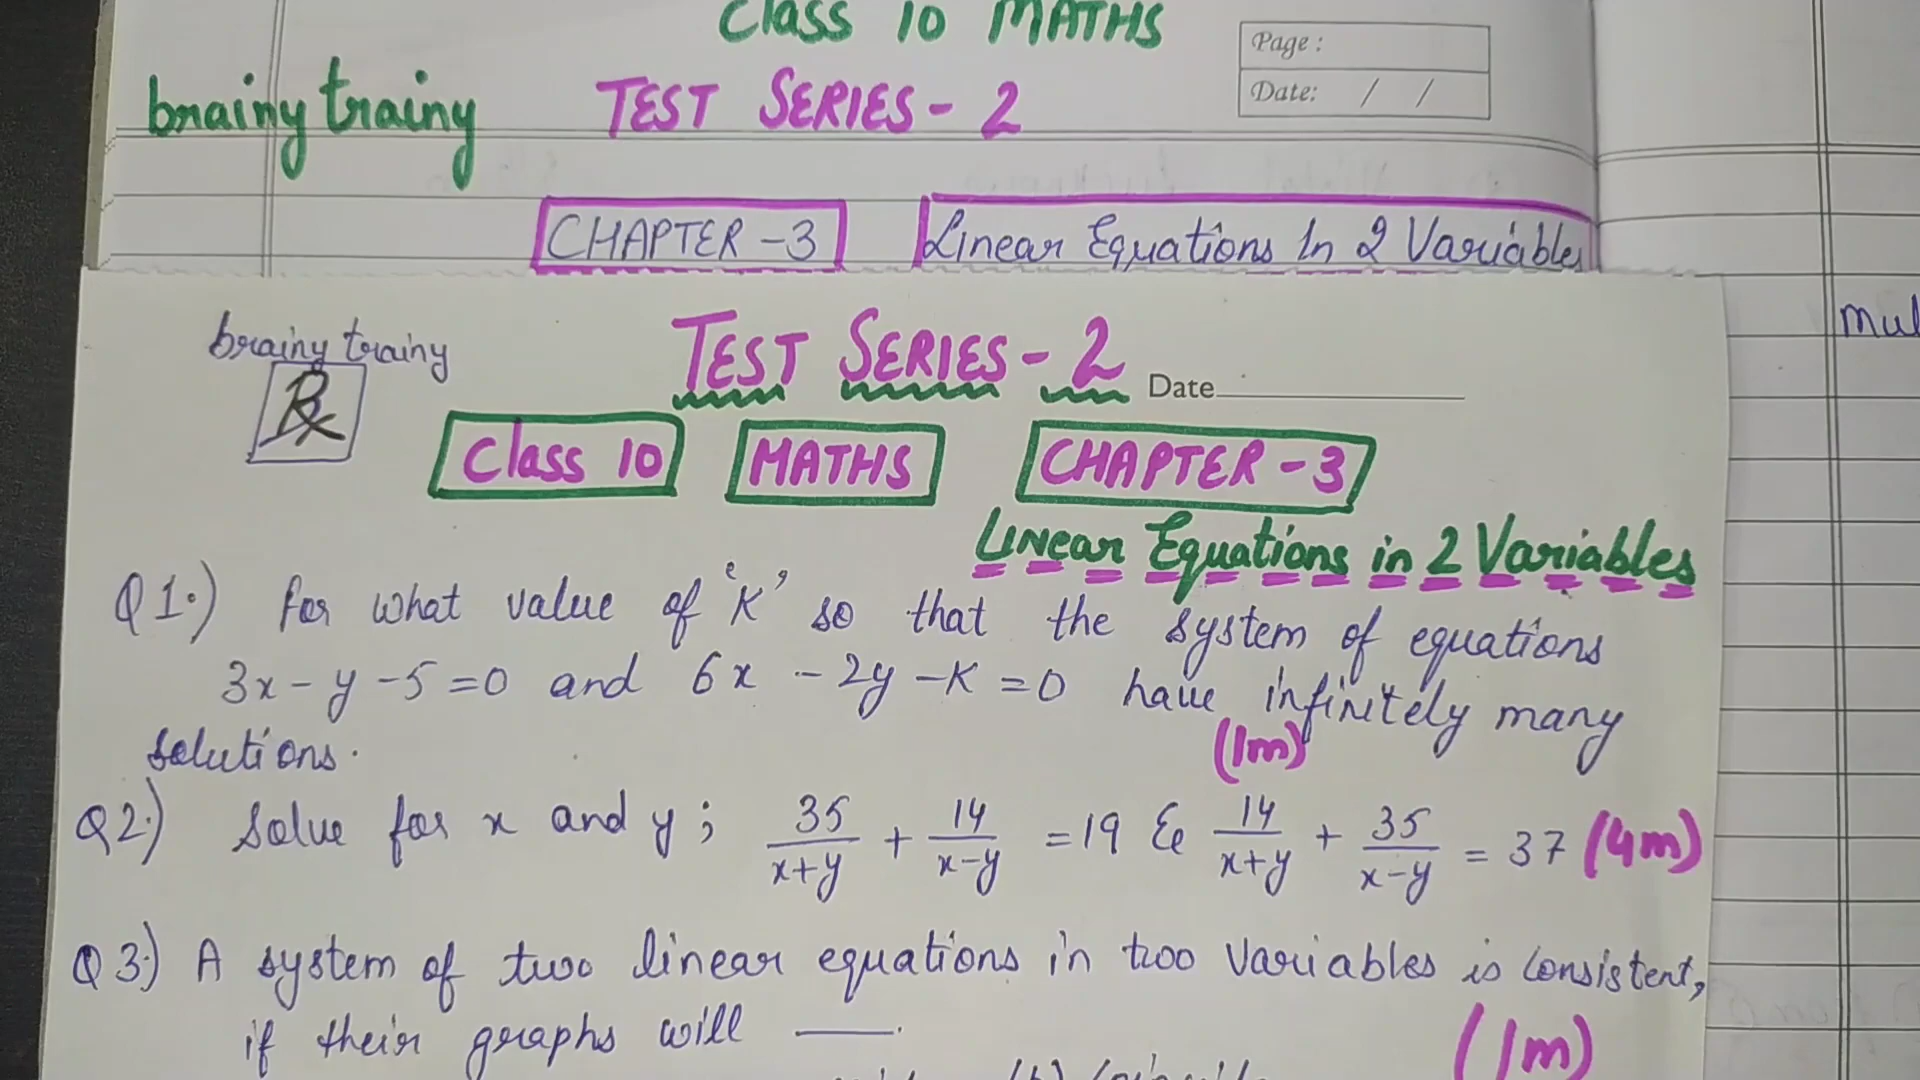 Class 10 MATHS
Page :
brainy trainy TEST SERIES - 2
Date: / /
CHAPTER - 3 Linear Equations In 2 Variables
mul
brainy trainy TEST SERIES - 2 Date
Class 10 MATHS CHAPTER - 3
Linear Equations in 2 Variables
Q 1.) For what value of 'K' so that the system of equations
3x - y - 5 = 0 and 6x - 2y - K = 0 have infinitely many
solutions. (1m)
Q2.) Solve for x and y ; 35/(x+y) + 14/(x-y) = 19 & 14/(x+y) + 35/(x-y) = 37 (4m)
Q 3.) A system of two linear equations in two variables is consistent,
if their graphs will ____. (1m)